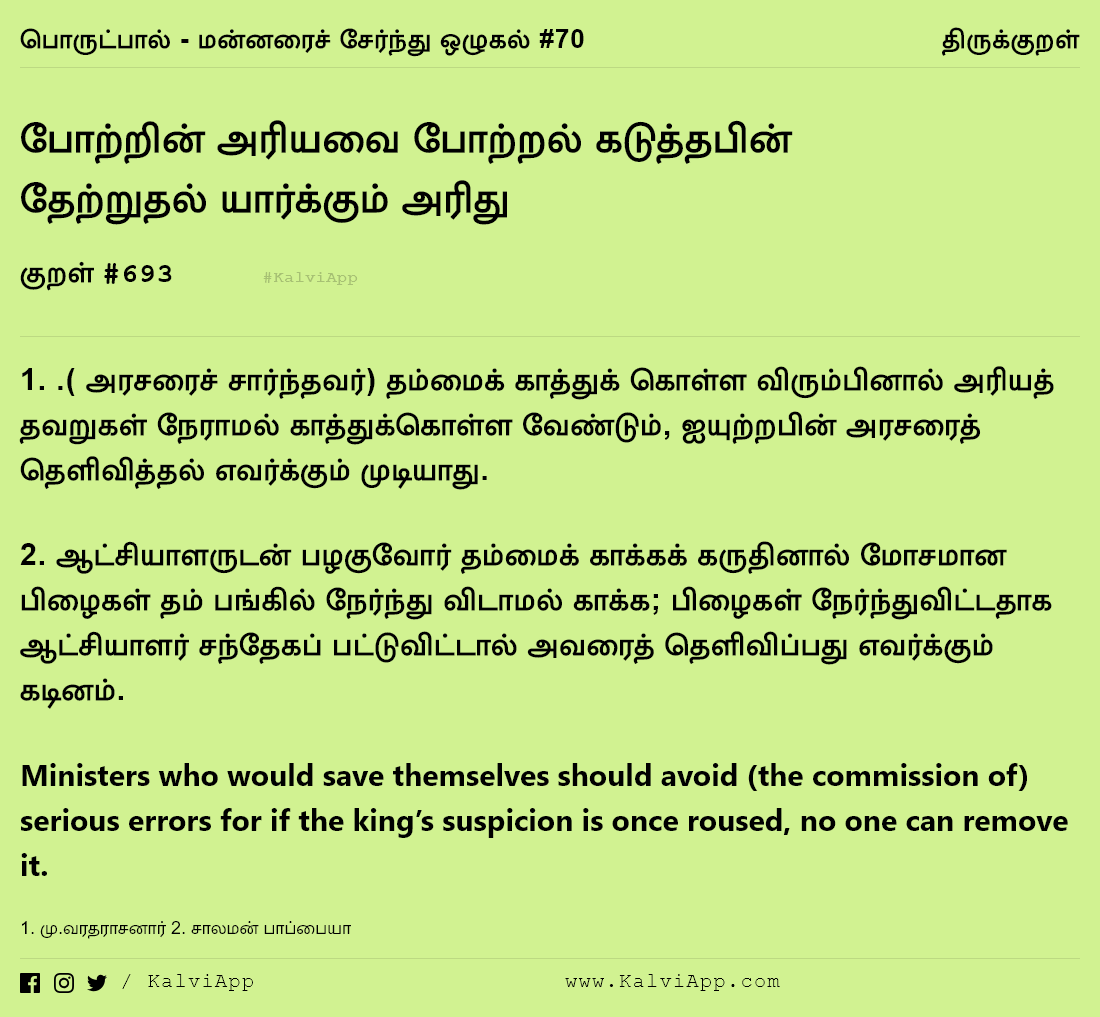 பொருட்பால் - மன்னரைச் சேர்ந்து ஒழுகல் #70 திருக்குறள்
போற்றின் அரியவை போற்றல் கடுத்தபின்
தேற்றுதல் யார்க்கும் அரிது
குறள் #693 #KalviApp
1. .( அரசரைச் சார்ந்தவர்) தம்மைக் காத்துக் கொள்ள விரும்பினால் அரியத்
தவறுகள் நேராமல் காத்துக்கொள்ள வேண்டும், ஐயுற்றபின் அரசரைத்
தெளிவித்தல் எவர்க்கும் முடியாது.
2. ஆட்சியாளருடன் பழகுவோர் தம்மைக் காக்கக் கருதினால் மோசமான
பிழைகள் தம் பங்கில் நேர்ந்து விடாமல் காக்க; பிழைகள் நேர்ந்துவிட்டதாக
ஆட்சியாளர் சந்தேகப் பட்டுவிட்டால் அவரைத் தெளிவிப்பது எவர்க்கும்
கடினம்.
Ministers who would save themselves should avoid (the commission of)
serious errors for if the king’s suspicion is once roused, no one can remove
it.
1. மு.வரதராசனார் 2. சாலமன் பாப்பையா
/ KalviApp www.KalviApp.com